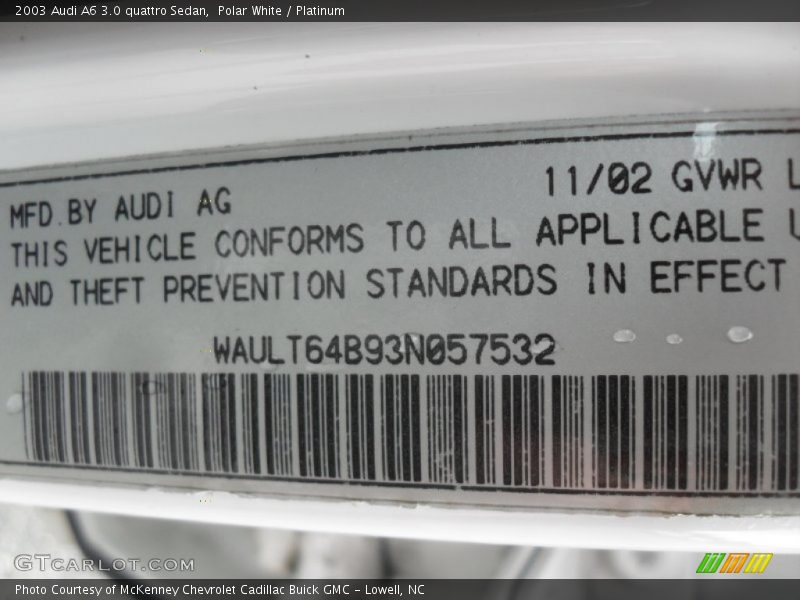 2003 Audi A6 3.0 quattro Sedan,  Polar White / Platinum
MFD.BY AUDI AG 11/02 GVWR
THIS VEHICLE CONFORMS TO ALL APPLICABLE
AND THEFT PREVENTION STANDARDS IN EFFECT
WAULT64B93N057532
GTCARLOT.COM
Photo Courtesy of McKenney Chevrolet Cadillac Buick GMC - Lowell, NC